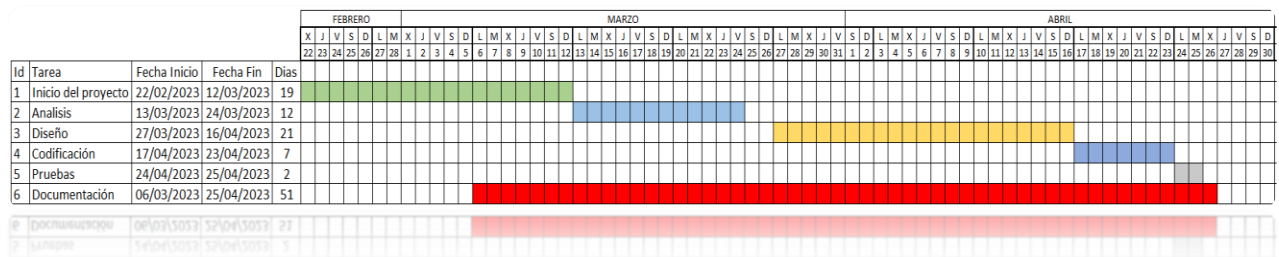 FEBRERO MARZO ABRIL
X J V S D L M X J V S D L M X J V S D L M X J V S D L M X J V S D L M X J V S D L M X J V S D L M X J V S D L M X J V S D L M X J V S D
22 23 24 25 26 27 28 1 2 3 4 5 6 7 8 9 10 11 12 13 14 15 16 17 18 19 20 21 22 23 24 25 26 27 28 29 30 31 1 2 3 4 5 6 7 8 9 10 11 12 13 14 15 16 17 18 19 20 21 22 23 24 25 26 27 28 29 30
Id Tarea Fecha Inicio Fecha Fin Dias
1 Inicio del proyecto 22/02/2023 12/03/2023 19
2 Analisis 13/03/2023 24/03/2023 12
3 Diseño 27/03/2023 16/04/2023 21
4 Codificación 17/04/2023 23/04/2023 7
5 Pruebas 24/04/2023 25/04/2023 2
6 Documentación 06/03/2023 25/04/2023 51